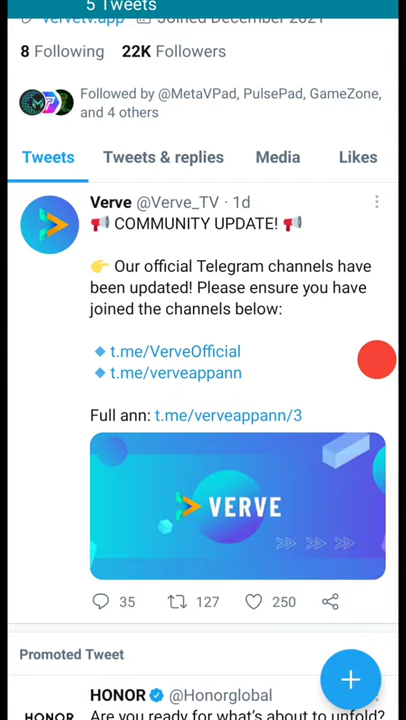 5 Tweets
vervetv.app Joined December 2021
8 Following 22K Followers
Followed by @MetaVPad, PulsePad, GameZone,
and 4 others
Tweets Tweets & replies Media Likes
Verve @Verve_TV · 1d
📢 COMMUNITY UPDATE! 📢
👉 Our official Telegram channels have
been updated! Please ensure you have
joined the channels below:
🔹 t.me/VerveOfficial
🔹 t.me/verveappann
Full ann: t.me/verveappann/3
VERVE
35 127 250
Promoted Tweet
HONOR @Honorglobal
HONOR Are you ready for what's about to unfold?